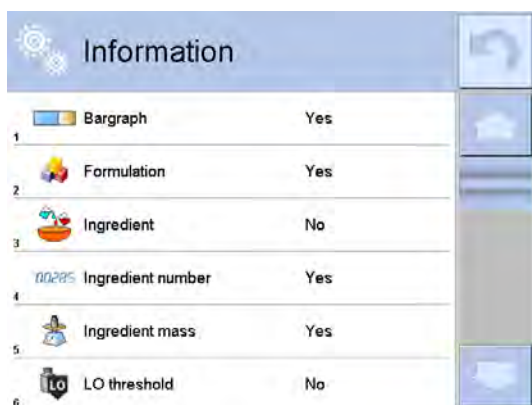 Information
1 Bargraph Yes
2 Formulation Yes
3 Ingredient No
4 00285 Ingredient number Yes
5 Ingredient mass Yes
6 LO LO threshold No